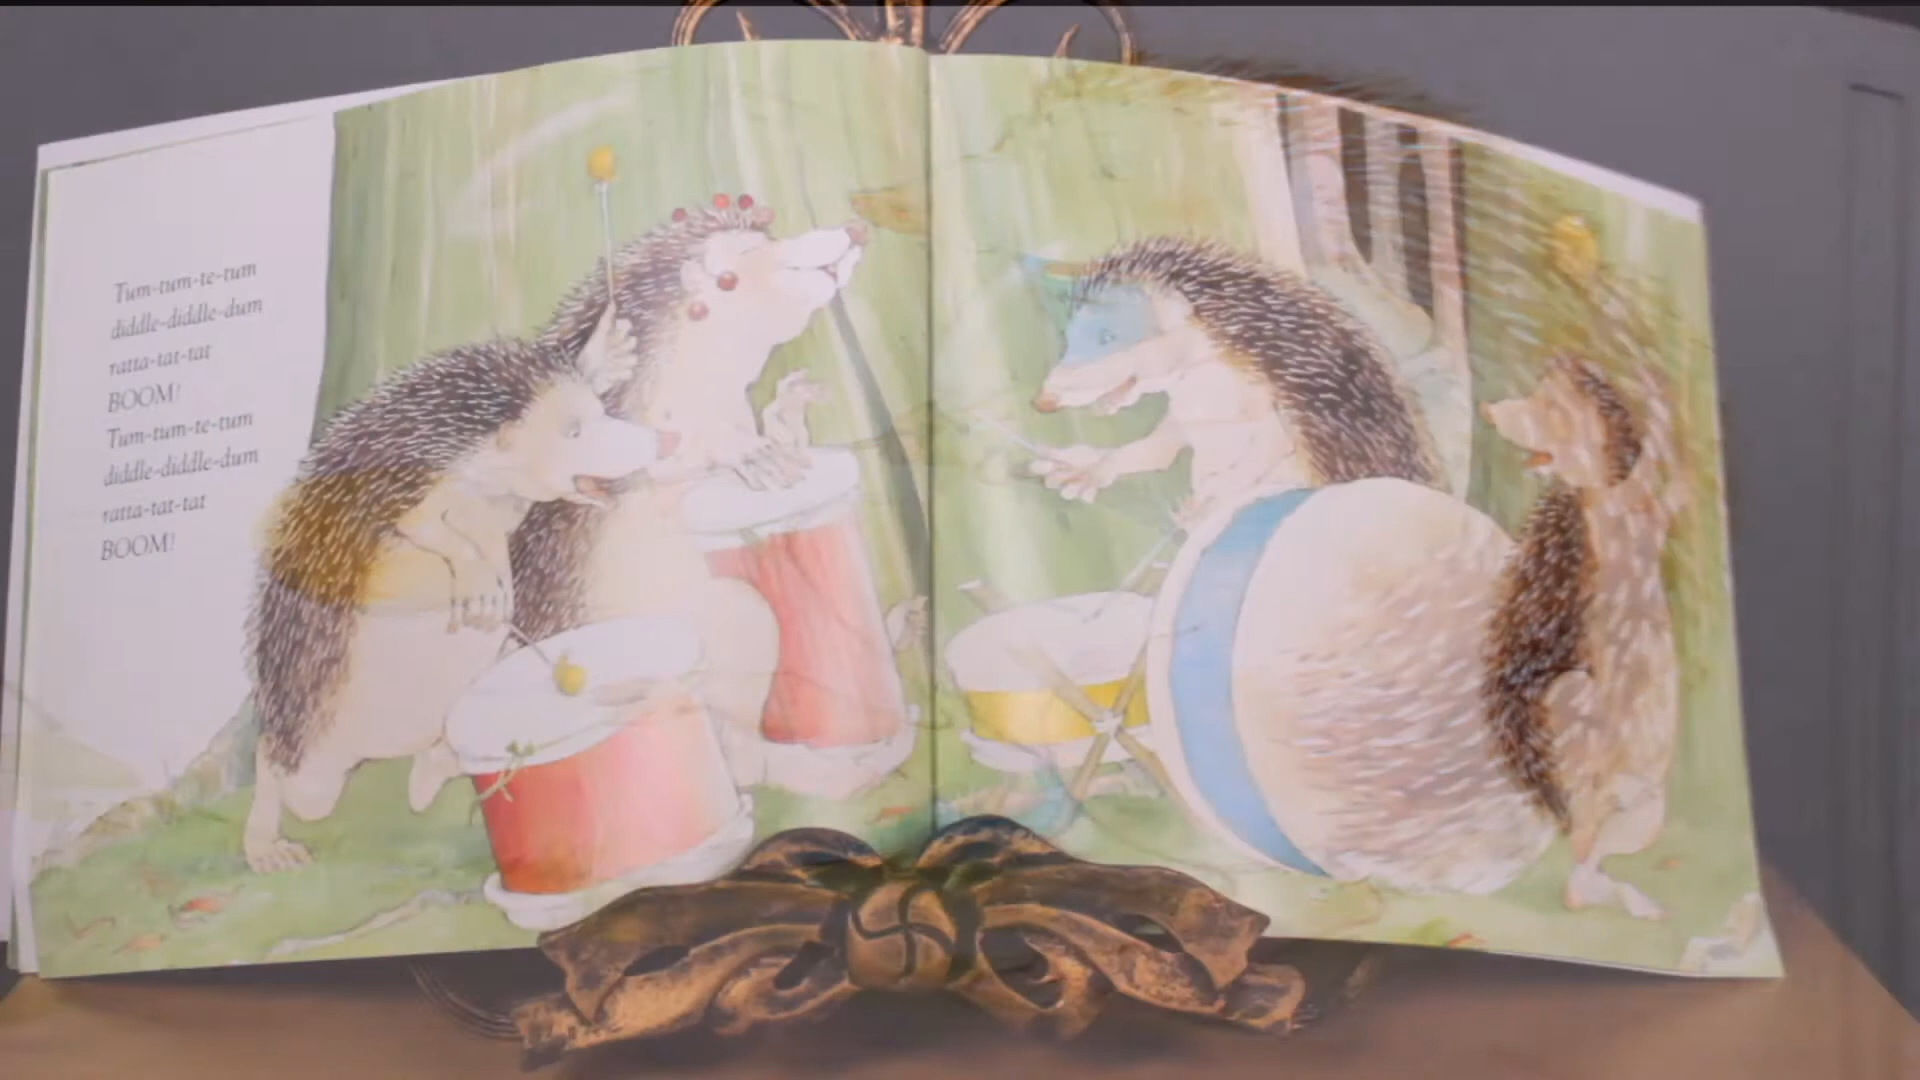 Tum-tum-te-tum
diddle-diddle-dum
ratta-tat-tat
BOOM!
Tum-tum-te-tum
diddle-diddle-dum
ratta-tat-tat
BOOM!